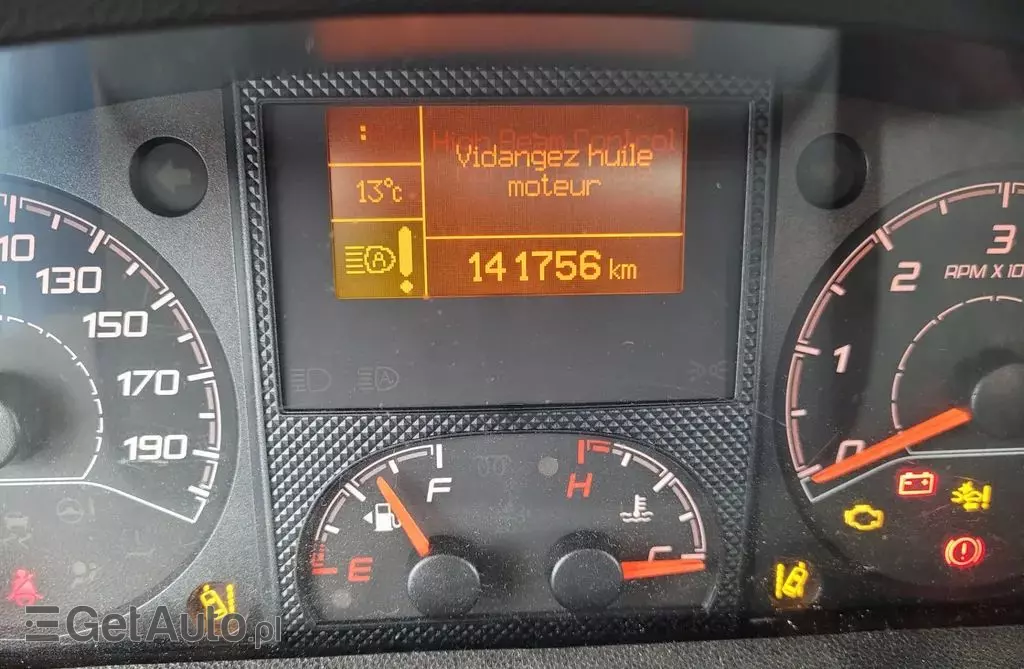 :
High Beam Control
Vidangez huile
moteur
13°c
A
141756 km
10
130
150
170
190
3
2
RPM X 10
1
0
A
F
H
E
C
GetAuto.pl